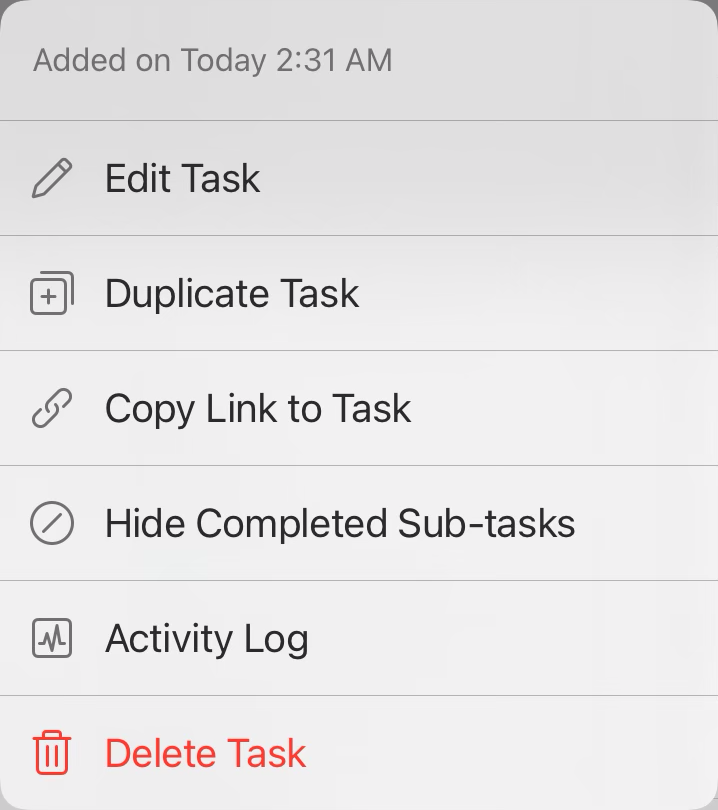 Added on Today 2:31 AM
Edit Task
Duplicate Task
Copy Link to Task
Hide Completed Sub-tasks
Activity Log
Delete Task